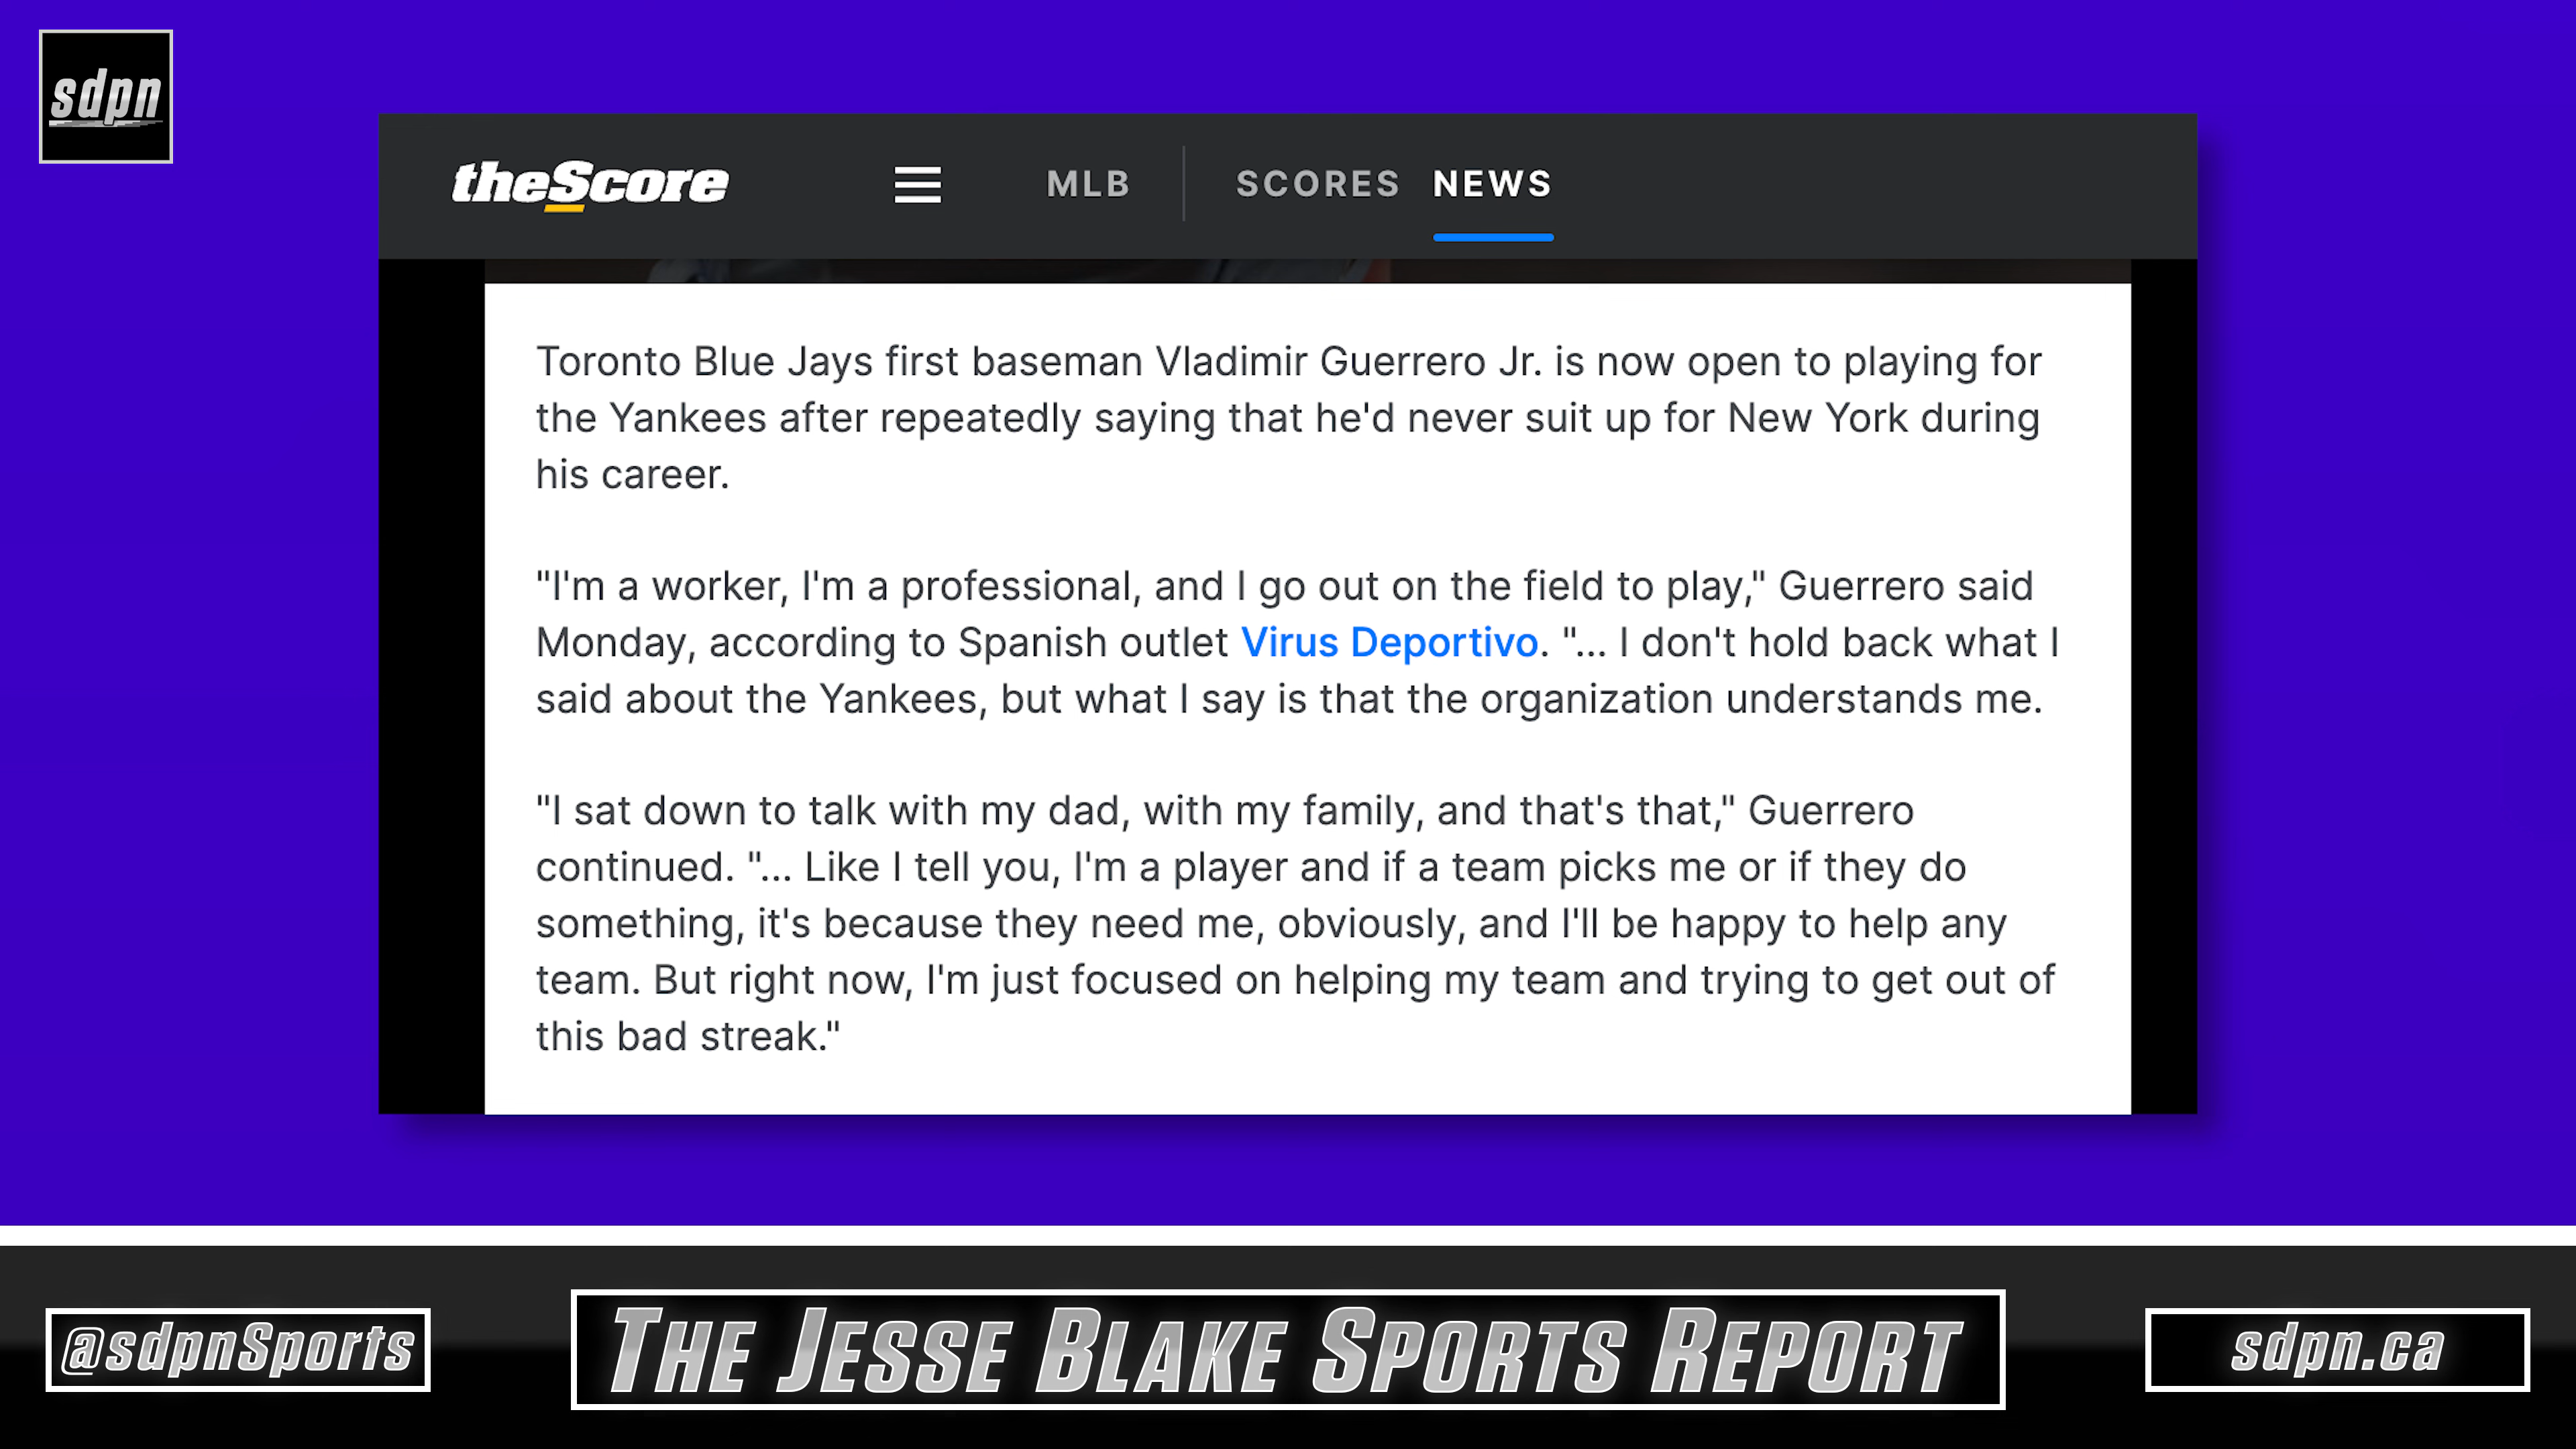 sdpn
theScore
MLB
SCORES NEWS
Toronto Blue Jays first baseman Vladimir Guerrero Jr. is now open to playing for
the Yankees after repeatedly saying that he'd never suit up for New York during
his career.
"I'm a worker, I'm a professional, and I go out on the field to play," Guerrero said
Monday, according to Spanish outlet Virus Deportivo. "... I don't hold back what I
said about the Yankees, but what I say is that the organization understands me.
"I sat down to talk with my dad, with my family, and that's that," Guerrero
continued. "... Like I tell you, I'm a player and if a team picks me or if they do
something, it's because they need me, obviously, and I'll be happy to help any
team. But right now, I'm just focused on helping my team and trying to get out of
this bad streak."
@sdpnSports
THE JESSE BLAKE SPORTS REPORT
sdpn.ca